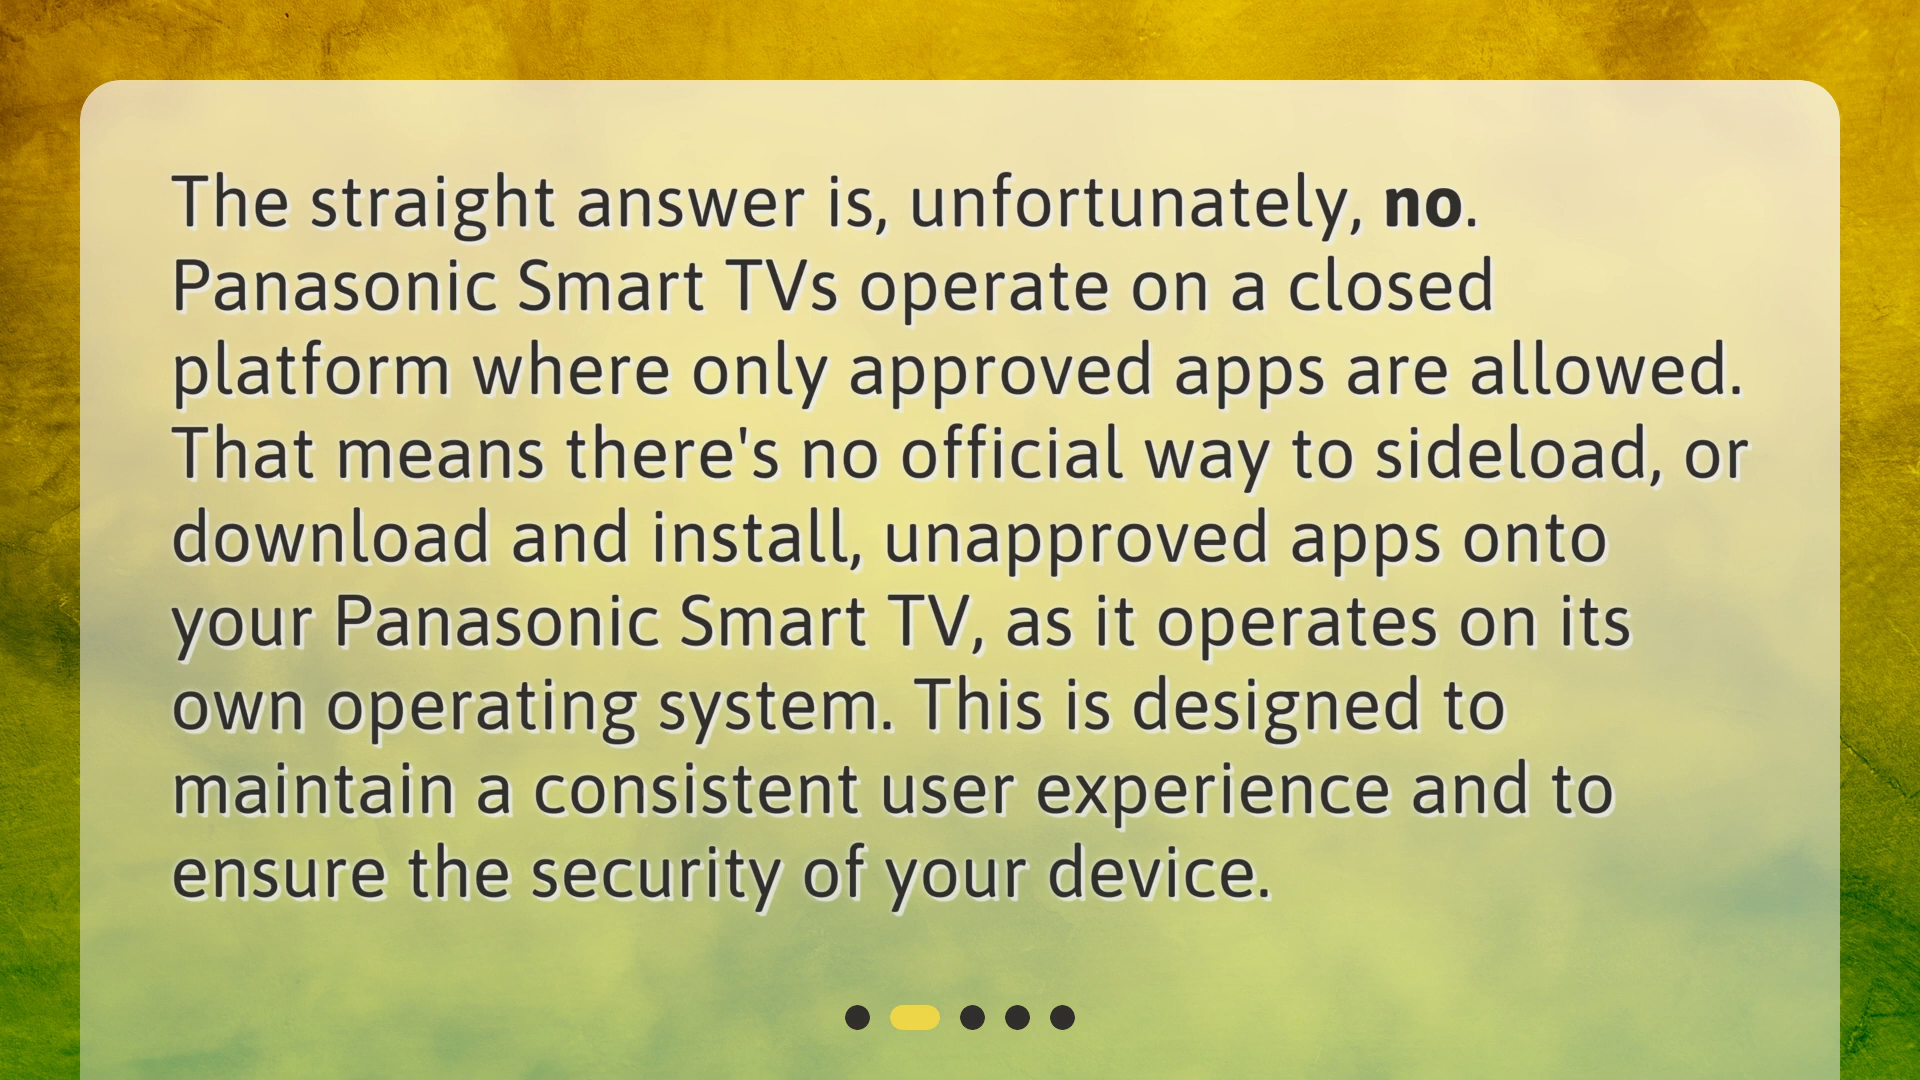 The straight answer is, unfortunately, no.
Panasonic Smart TVs operate on a closed
platform where only approved apps are allowed.
That means there's no official way to sideload, or
download and install, unapproved apps onto
your Panasonic Smart TV, as it operates on its
own operating system. This is designed to
maintain a consistent user experience and to
ensure the security of your device.